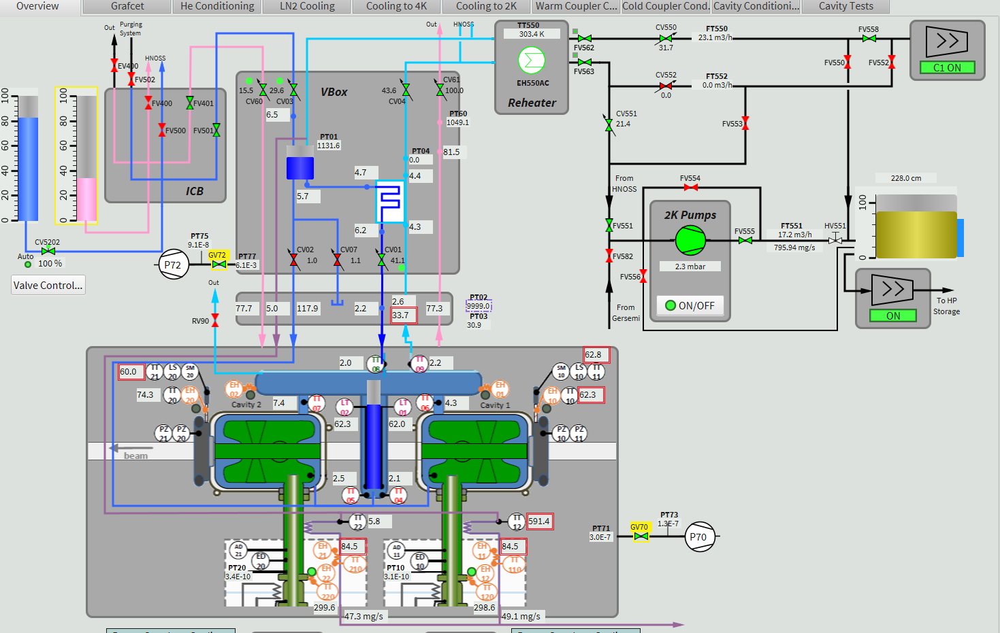 Overview
Grafcet
He Conditioning
LN2 Cooling
Cooling to 4K
Cooling to 2K
Warm Coupler C...
Cold Coupler Cond.
Cavity Conditioni...
Cavity Tests
Out
Purging
System
HNOSS
EV400
FV502
FV400
FV401
FV500
FV501
ICB
100
80
60
40
20
0
100
80
60
40
20
0
CV5202
Auto
100 %
Valve Control...
PT75
9.1E-8
P72
GV72
PT77
6.1E-3
VBox
15.5
CV60
29.6
CV03
6.5
PT01
1131.6
43.6
CV04
CV61
100.0
Out
HNOSS
PT60
1049.1
PT04
0.0
81.5
4.7
4.4
5.7
6.2
4.3
CV02
1.0
CV07
1.1
CV01
41.1
77.7
5.0
117.9
2.2
2.6
33.7
77.3
PT02
9999.0
PT03
30.9
Out
RV90
TT550
303.4 K
EH550AC
Reheater
FV562
FV563
CV550
31.7
FT550
23.1 m3/h
CV552
0.0
FT552
0.0 m3/h
FV558
FV550
FV552
C1 ON
CV551
21.4
FV553
From
HNOSS
FV551
FV582
From
Gersemi
FV554
2K Pumps
2.3 mbar
ON/OFF
FV555
FV556
FT551
17.2 m3/h
795.94 mg/s
HV551
228.0 cm
100
0
ON
To HP
Storage
60.0
TT
21
LS
20
SM
20
74.3
TT
20
EH
20
PZ
21
PZ
20
beam
EH
02
Cavity 2
7.4
TT
07
2.0
TT
08
TT
09
2.2
LT
02
LT
01
62.3
62.0
TT
06
4.3
EH
01
Cavity 1
62.8
SM
10
LS
10
TT
11
EH
10
TT
10
62.3
PZ
10
PZ
11
2.5
2.1
TT
05
TT
04
TT
22
5.8
TT
12
591.4
AD
21
ED
20
PT20
3.4E-10
EH
21
84.5
TT
210
EH
22
TT
220
299.6
47.3 mg/s
AD
11
ED
10
PT10
3.1E-10
EH
11
84.5
TT
110
EH
12
TT
120
298.6
49.1 mg/s
PT71
3.0E-7
GV70
PT73
1.3E-7
P70